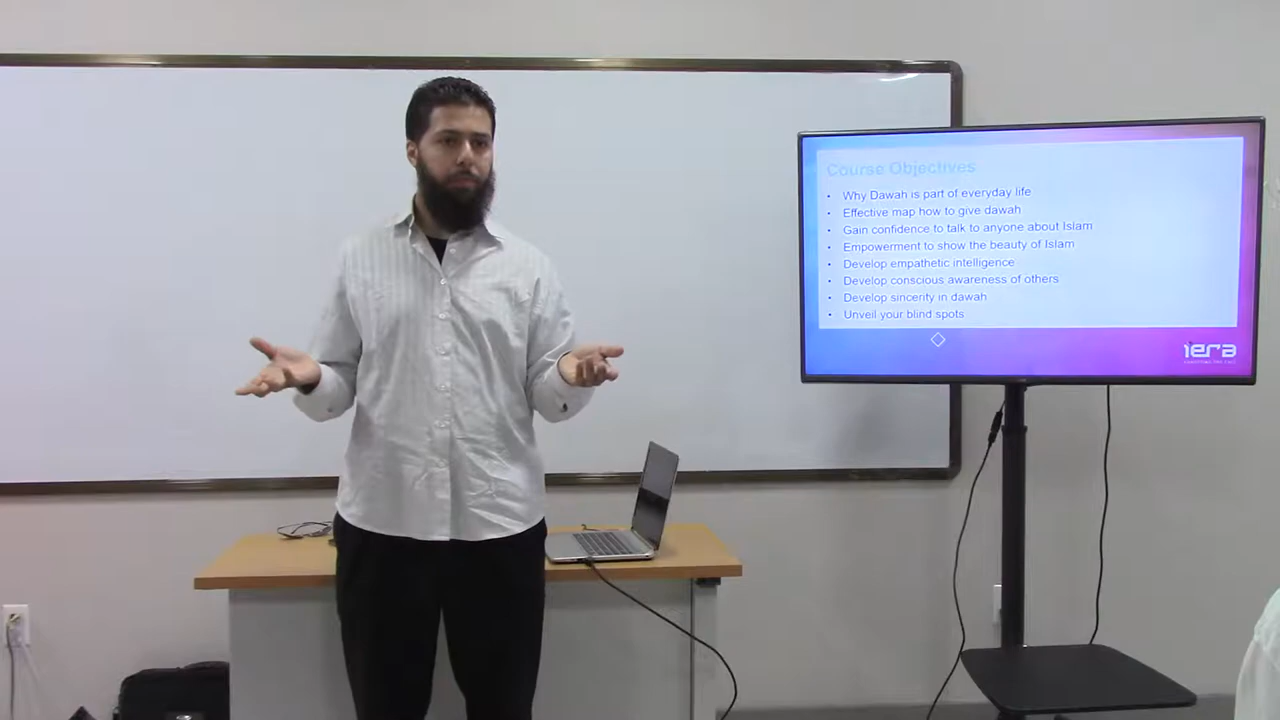 Course Objectives
• Why Dawah is part of everyday life
• Effective map how to give dawah
• Gain confidence to talk to anyone about Islam
• Empowerment to show the beauty of Islam
• Develop empathetic intelligence
• Develop conscious awareness of others
• Develop sincerity in dawah
• Unveil your blind spots
iera